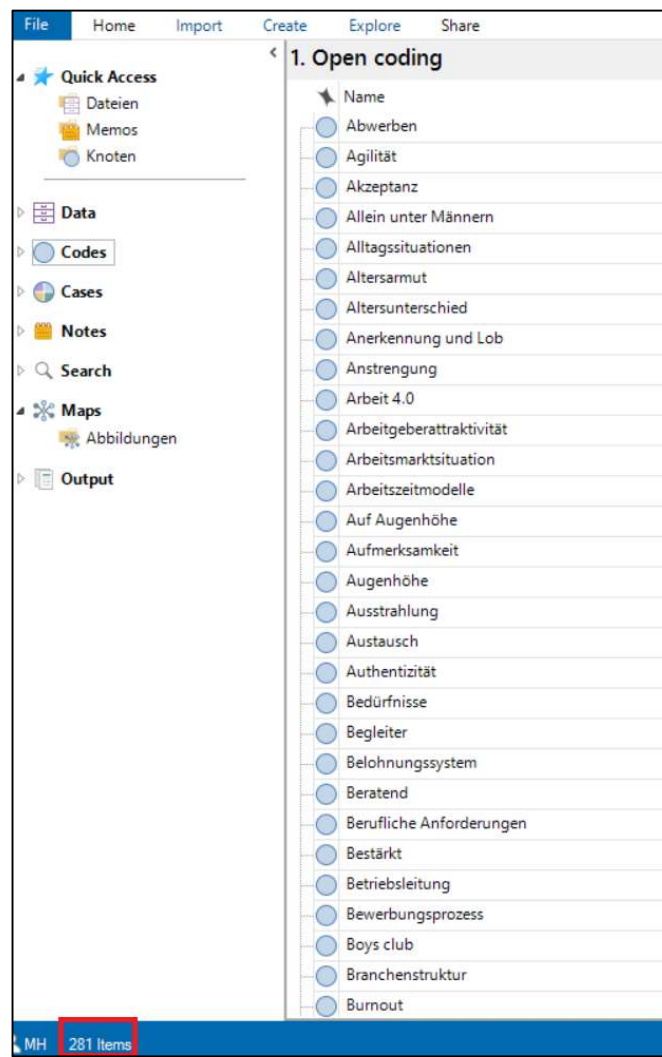 File Home Import Create Explore Share
Quick Access
Dateien
Memos
Knoten
Data
Codes
Cases
Notes
Search
Maps
Abbildungen
Output
1. Open coding
Name
Abwerben
Agilität
Akzeptanz
Allein unter Männern
Alltagssituationen
Altersarmut
Altersunterschied
Anerkennung und Lob
Anstrengung
Arbeit 4.0
Arbeitgeberattraktivität
Arbeitsmarktsituation
Arbeitszeitmodelle
Auf Augenhöhe
Aufmerksamkeit
Augenhöhe
Ausstrahlung
Austausch
Authentizität
Bedürfnisse
Begleiter
Belohnungssystem
Beratend
Berufliche Anforderungen
Bestärkt
Betriebsleitung
Bewerbungsprozess
Boys club
Branchenstruktur
Burnout
MH 281 Items